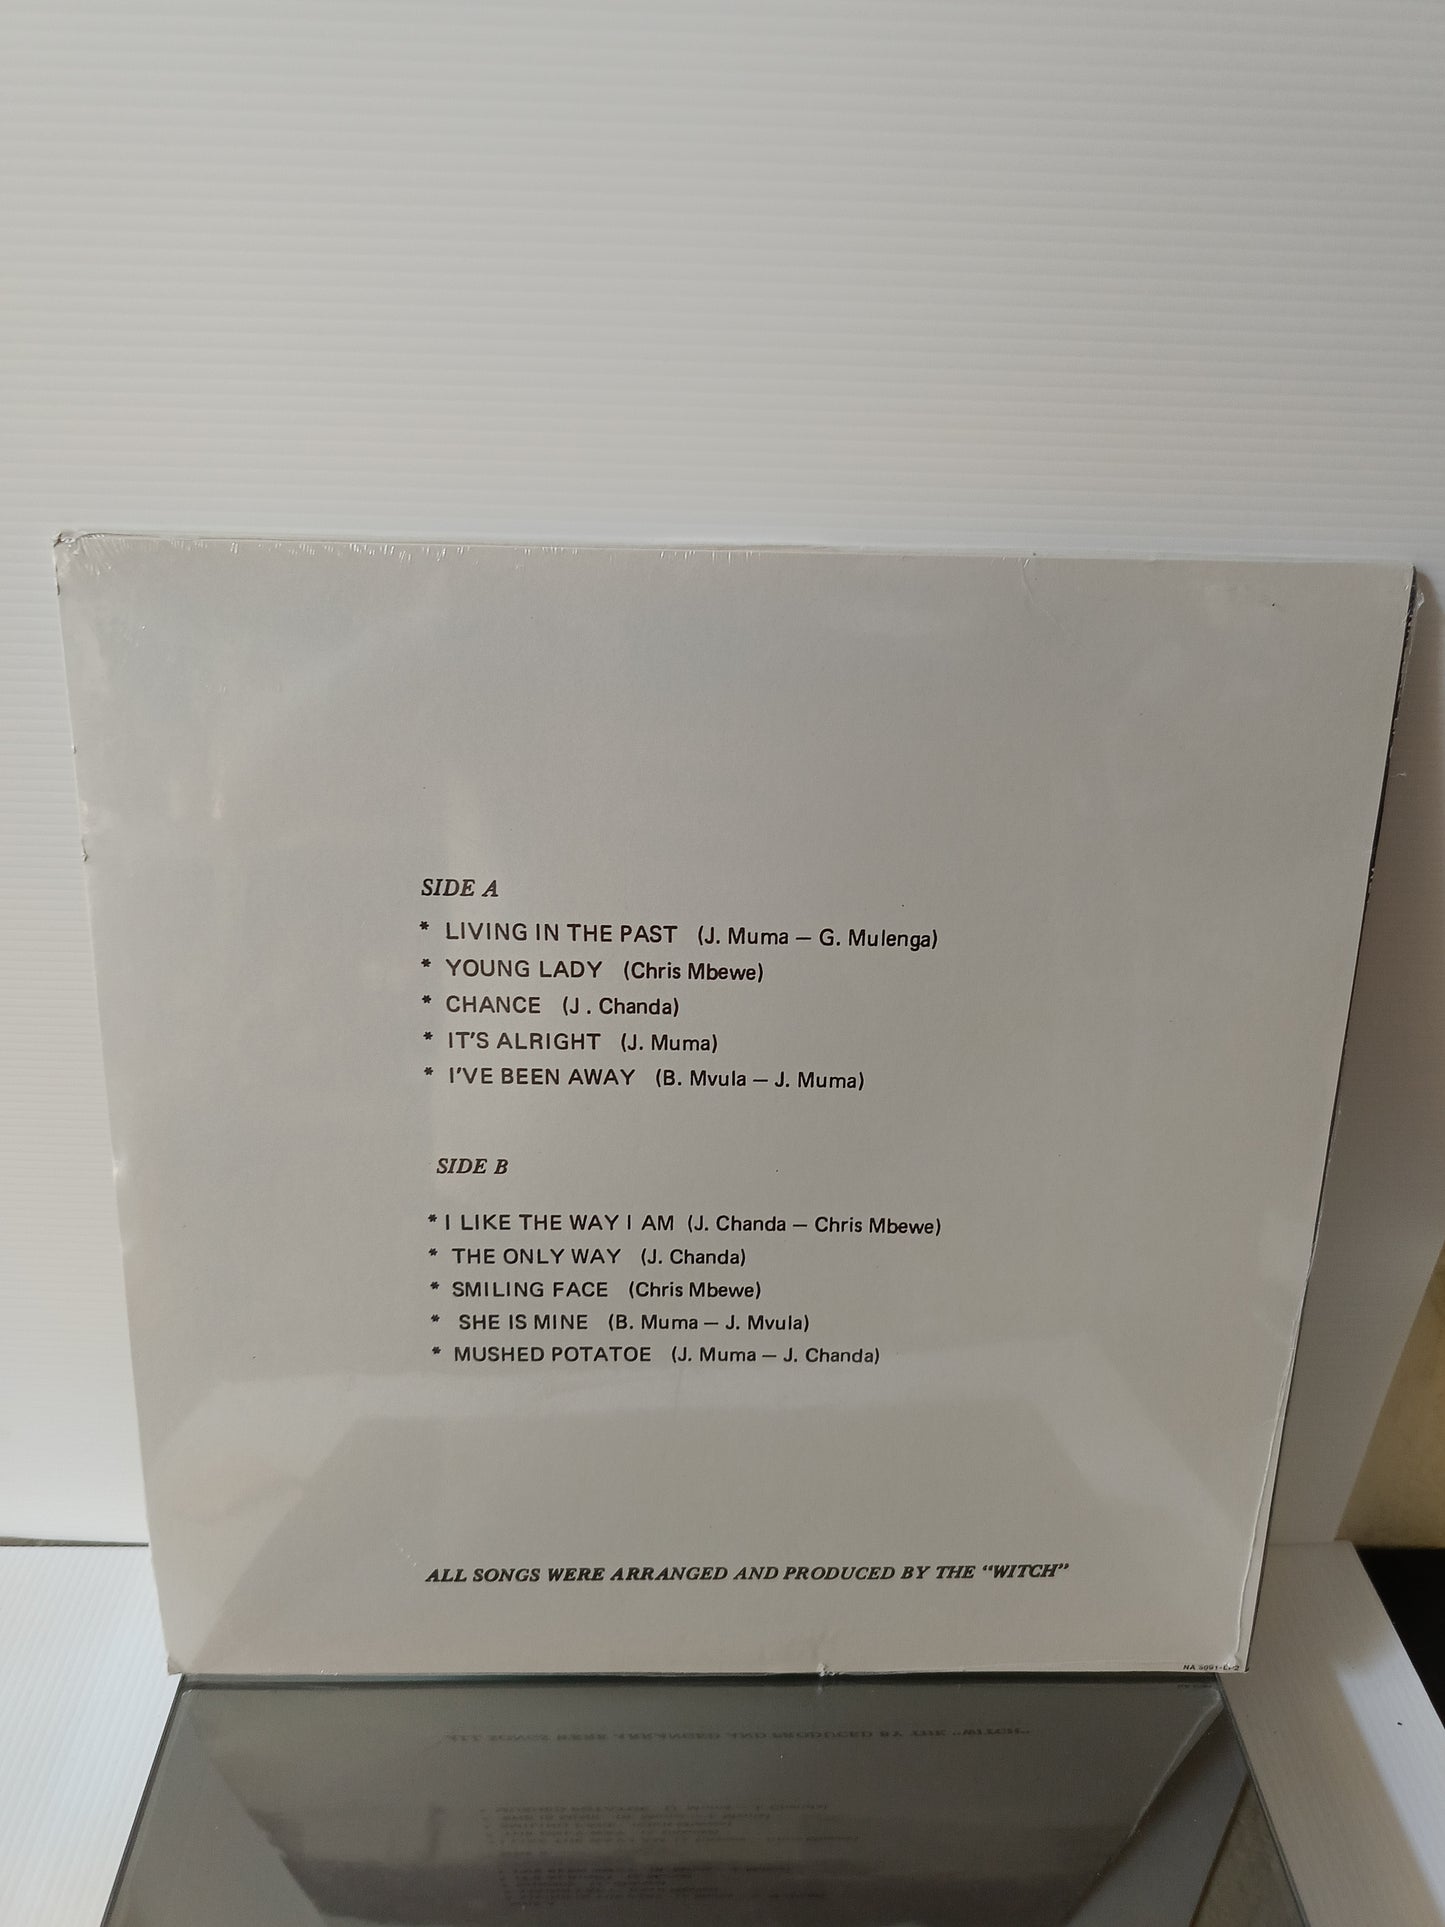 SIDE A
* LIVING IN THE PAST (J. Muma — G. Mulenga)
* YOUNG LADY (Chris Mbewe)
* CHANCE (J . Chanda)
* IT'S ALRIGHT (J. Muma)
* I'VE BEEN AWAY (B. Mvula — J. Muma)
SIDE B
* I LIKE THE WAY I AM (J. Chanda — Chris Mbewe)
* THE ONLY WAY (J. Chanda)
* SMILING FACE (Chris Mbewe)
* SHE IS MINE (B. Muma — J. Mvula)
* MUSHED POTATOE (J. Muma — J. Chanda)
ALL SONGS WERE ARRANGED AND PRODUCED BY THE "WITCH"
NA